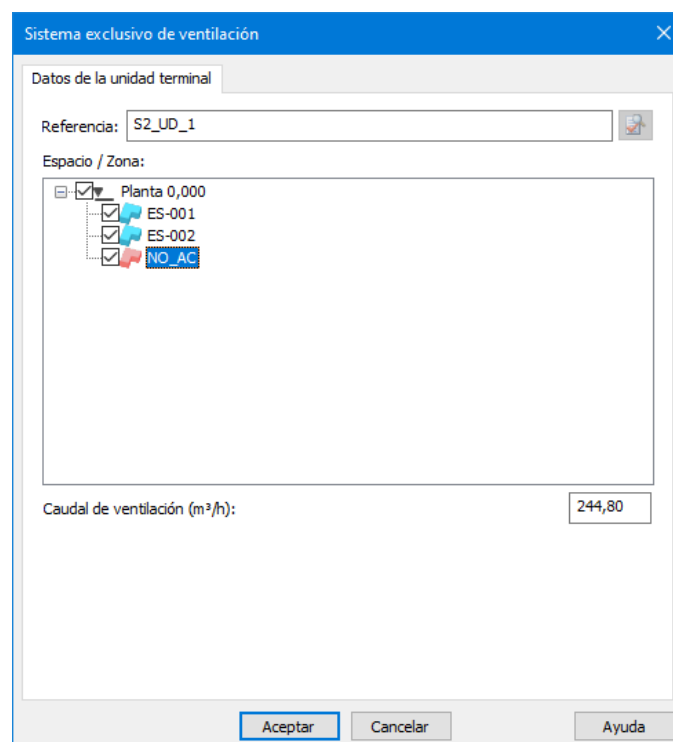 Sistema exclusivo de ventilación
Datos de la unidad terminal
Referencia: S2_UD_1
Espacio / Zona:
Planta 0,000
ES-001
ES-002
NO_AC
Caudal de ventilación (m³/h): 244,80
Aceptar Cancelar Ayuda